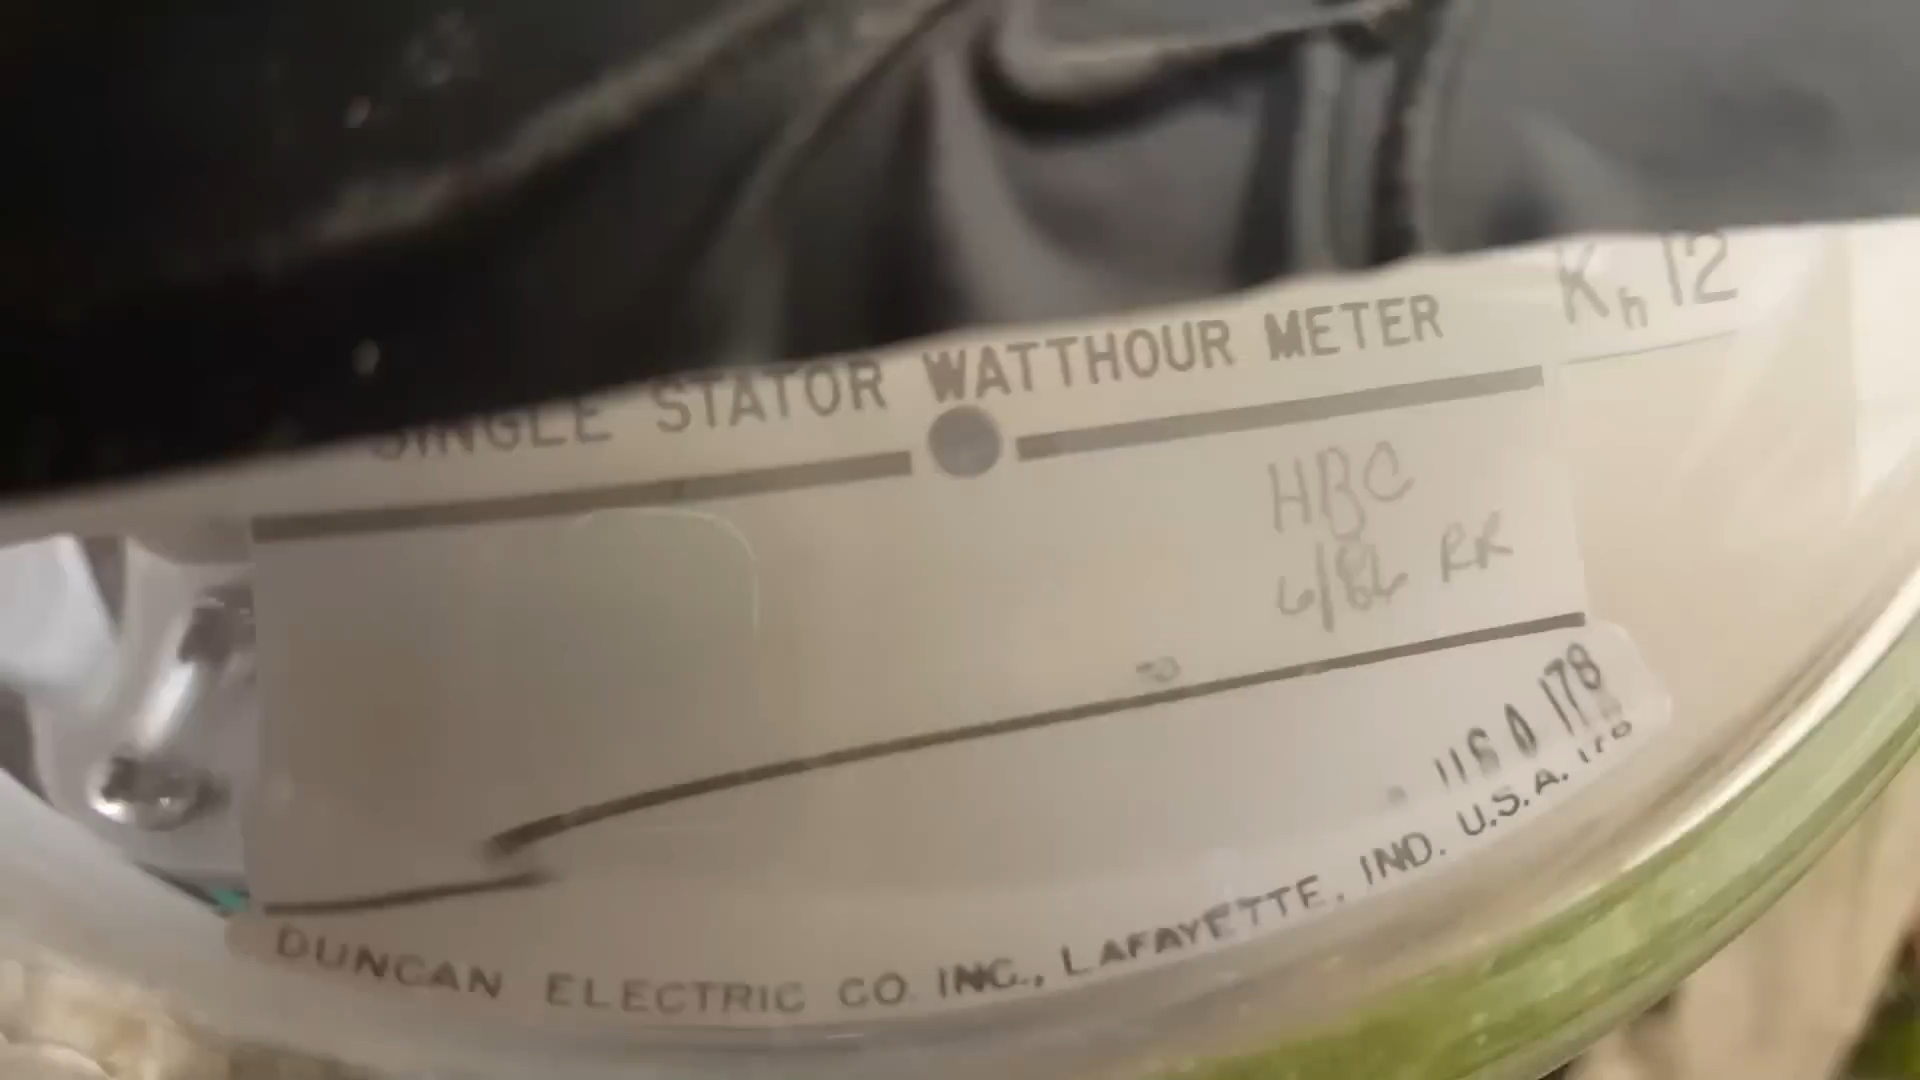 Kh 12
SINGLE STATOR WATTHOUR METER
HBC
6/86 RR
DUNCAN ELECTRIC CO. INC., LAFAYETTE, IND. U.S.A.